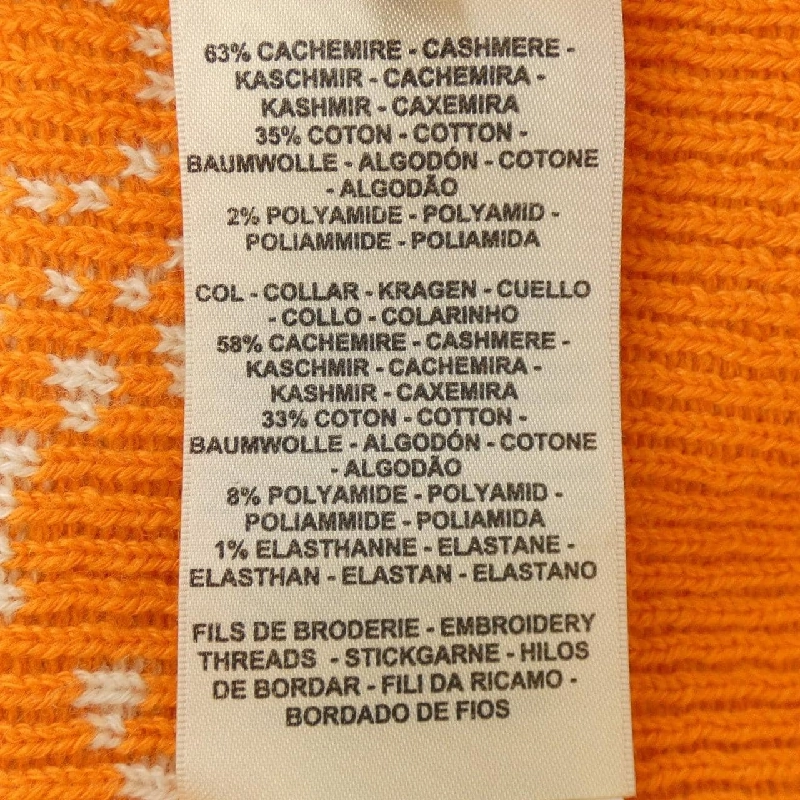 63% CACHEMIRE - CASHMERE -
KASCHMIR - CACHEMIRA -
KASHMIR - CAXEMIRA
35% COTON - COTTON -
BAUMWOLLE - ALGODÓN - COTONE
- ALGODÃO
2% POLYAMIDE - POLYAMID -
POLIAMMIDE - POLIAMIDA
COL - COLLAR - KRAGEN - CUELLO
- COLLO - COLARINHO
58% CACHEMIRE - CASHMERE -
KASCHMIR - CACHEMIRA -
KASHMIR - CAXEMIRA
33% COTON - COTTON -
BAUMWOLLE - ALGODÓN - COTONE
- ALGODÃO
8% POLYAMIDE - POLYAMID -
POLIAMMIDE - POLIAMIDA
1% ELASTHANNE - ELASTANE -
ELASTHAN - ELASTAN - ELASTANO
FILS DE BRODERIE - EMBROIDERY
THREADS - STICKGARNE - HILOS
DE BORDAR - FILI DA RICAMO -
BORDADO DE FIOS